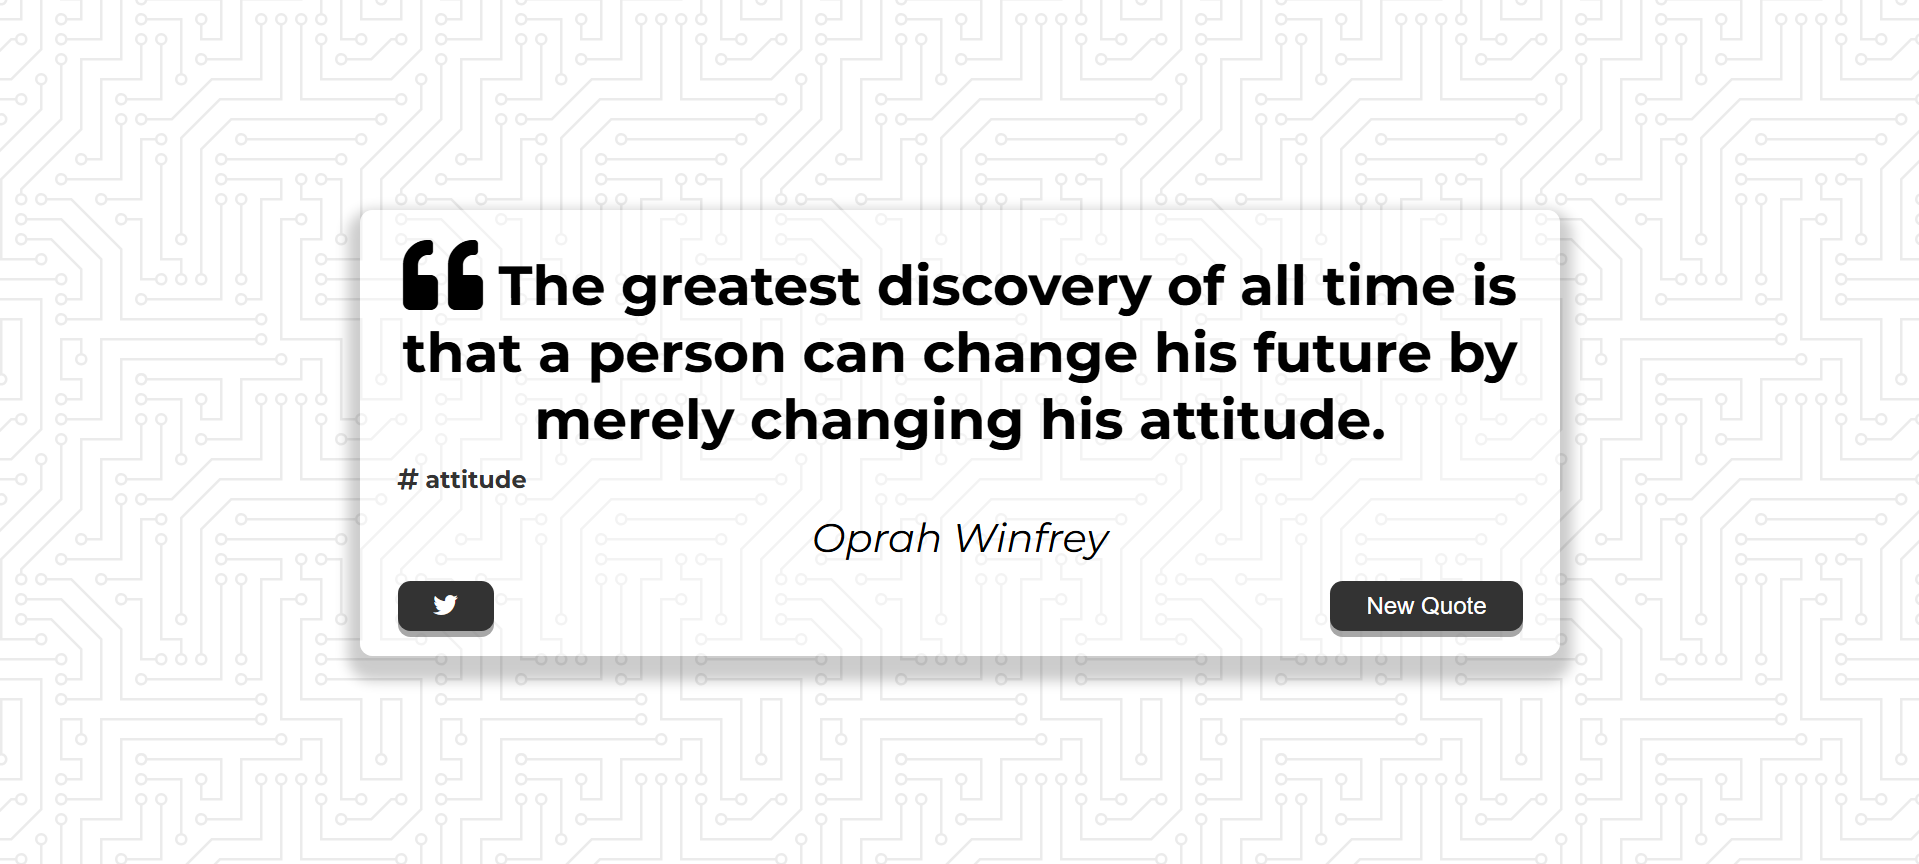 The greatest discovery of all time is
that a person can change his future by
merely changing his attitude.
# attitude
Oprah Winfrey
New Quote